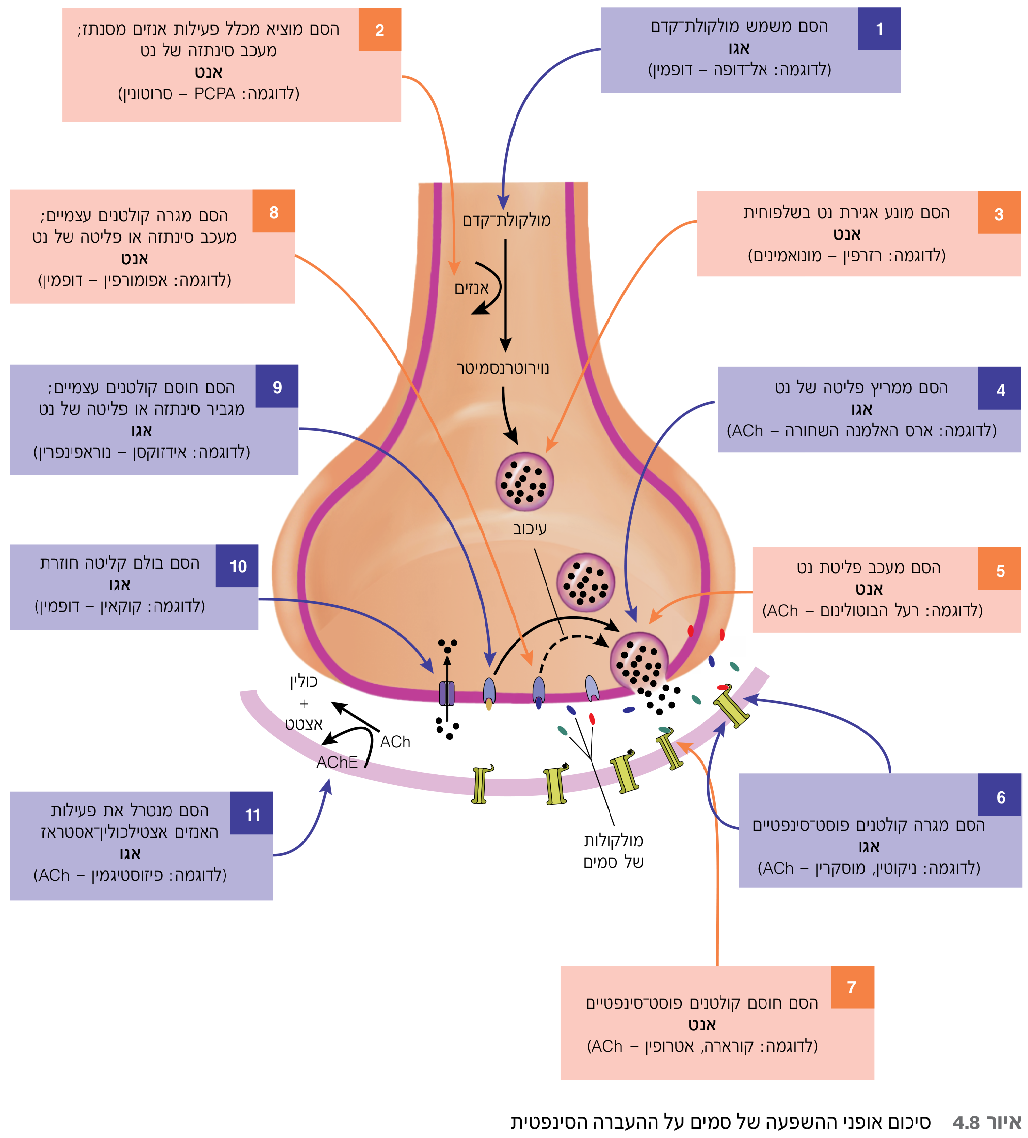 1
הסם משמש מולקולת־קדם
אגו
(לדוגמה: אל־דופה – דופמין)
2
הסם מוציא מכלל פעילות אנזים מסנתז;
מעכב סינתזה של נט
אנט
(לדוגמה: PCPA – סרוטונין)
3
הסם מונע אגירת נט בשלפוחית
אנט
(לדוגמה: רזרפין – מונואמינים)
8
הסם מגרה קולטנים עצמיים;
מעכב סינתזה או פליטה של נט
אנט
(לדוגמה: אפומורפין – דופמין)
מולקולת־קדם
אנזים
נוירוטרנסמיטר
4
הסם ממריץ פליטה של נט
אגו
(לדוגמה: ארס האלמנה השחורה – ACh)
9
הסם חוסם קולטנים עצמיים;
מגביר סינתזה או פליטה של נט
אגו
(לדוגמה: אידזוקסן – נוראפינפרין)
עיכוב
5
הסם מעכב פליטת נט
אנט
(לדוגמה: רעל הבוטולינום – ACh)
10
הסם בולם קליטה חוזרת
אגו
(לדוגמה: קוקאין – דופמין)
כולין
+
אצטט
ACh
AChE
6
הסם מגרה קולטנים פוסט־סינפטיים
אגו
(לדוגמה: ניקוטין, מוסקרין – ACh)
11
הסם מנטרל את פעילות
האנזים אצטילכולין־אסטראז
אגו
(לדוגמה: פיזוסטיגמין – ACh)
מולקולות
של סמים
7
הסם חוסם קולטנים פוסט־סינפטיים
אנט
(לדוגמה: קורארה, אטרופין – ACh)
איור 4.8 סיכום אופני ההשפעה של סמים על ההעברה הסינפטית